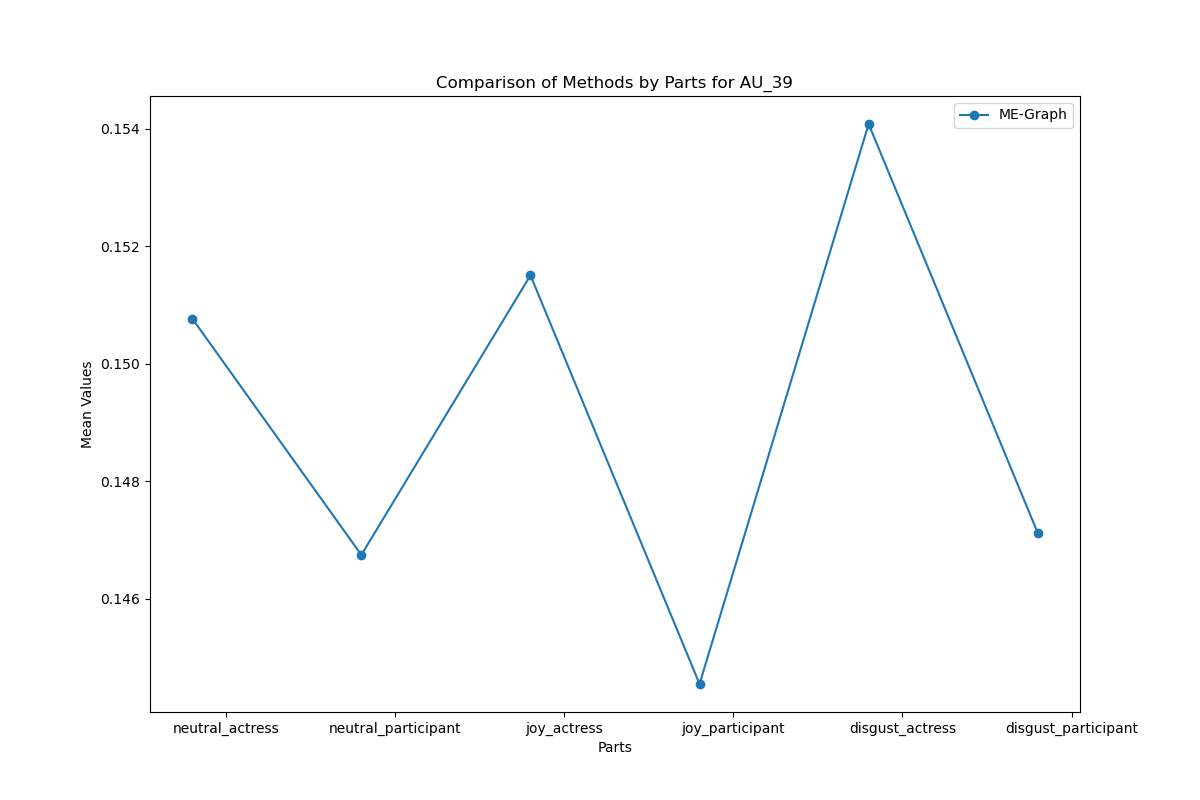 Comparison of Methods by Parts for AU_39
ME-Graph
0.154
0.152
0.150
0.148
0.146
Mean Values
neutral_actress
neutral_participant
joy_actress
joy_participant
disgust_actress
disgust_participant
Parts